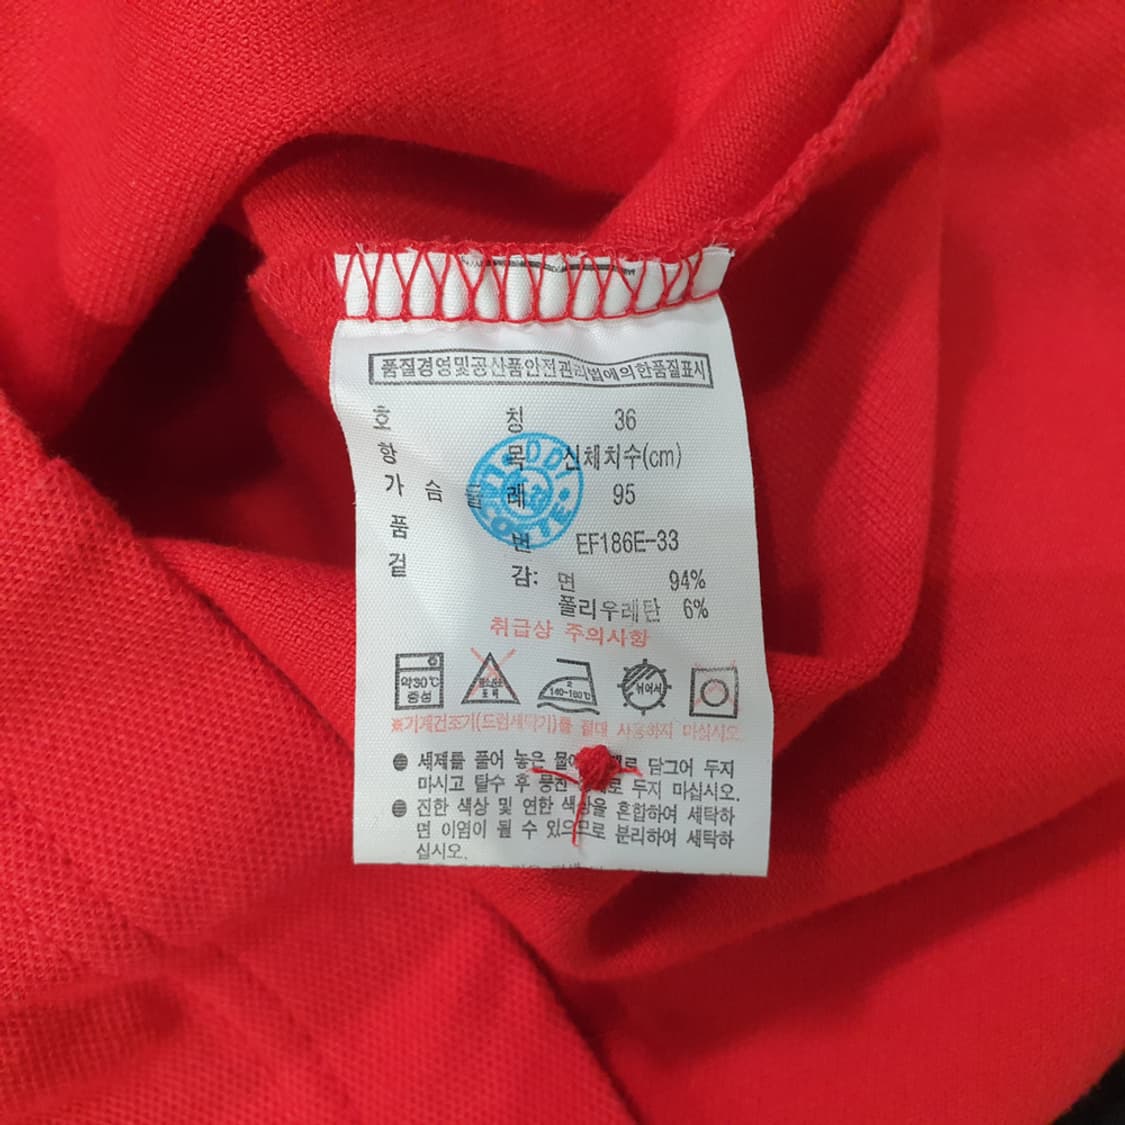 품질경영및공산품안전관리법에의한품질표시
호 칭 36
항 목 신체치수(cm)
가 슴 둘 레 95
품 번 EF186E-33
겉 감: 면 94%
폴리우레탄 6%
취급상 주의사항
약30℃ 중성
140~160℃
뉘어서
※기계건조기(드럼세탁기)를 절대 사용하지 마십시오.
● 세제를 풀어 놓은 물에 그대로 담그어 두지
마시고 탈수 후 뭉친 채로 두지 마십시오.
● 진한 색상 및 연한 색상을 혼합하여 세탁하
면 이염이 될 수 있으므로 분리하여 세탁하
십시오.